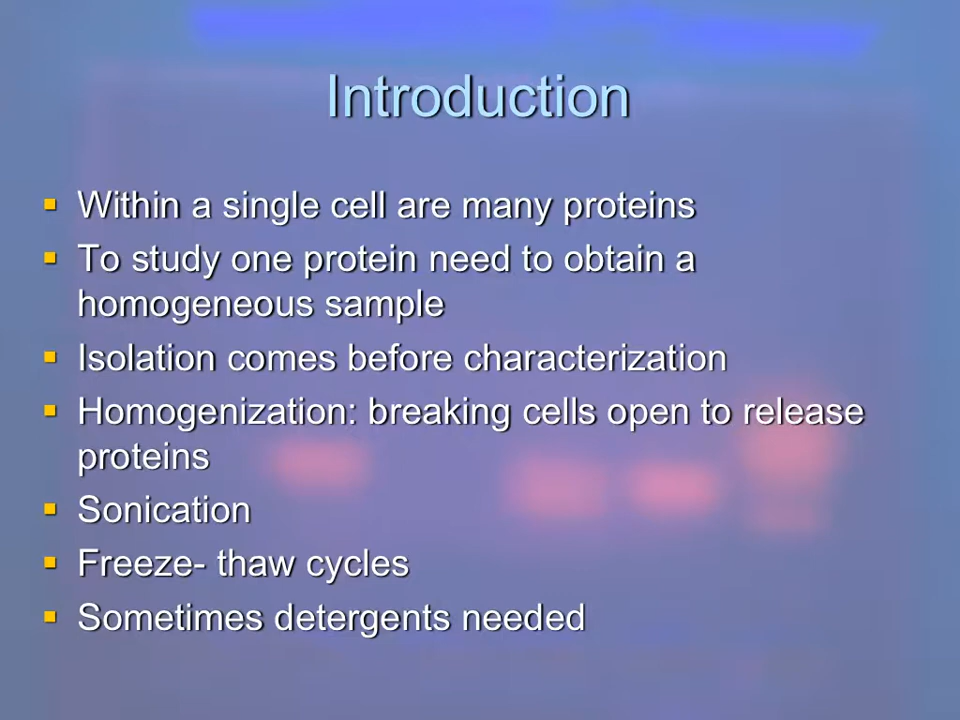 Introduction
▪ Within a single cell are many proteins
▪ To study one protein need to obtain a
homogeneous sample
▪ Isolation comes before characterization
▪ Homogenization: breaking cells open to release
proteins
▪ Sonication
▪ Freeze- thaw cycles
▪ Sometimes detergents needed